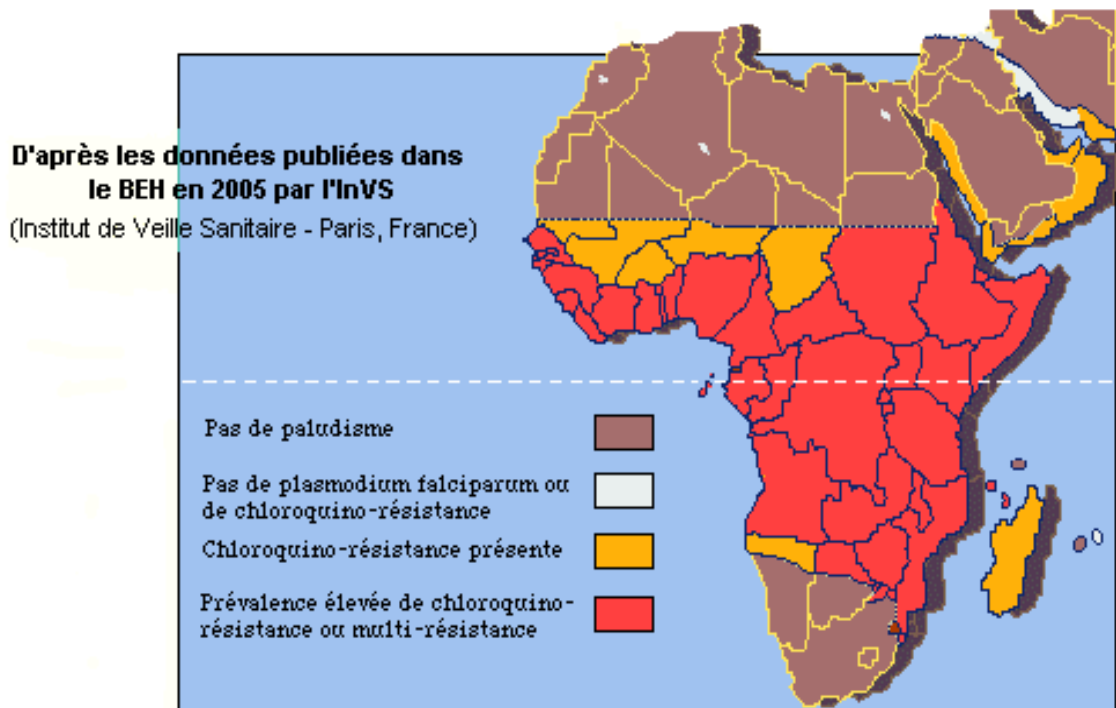 D'après les données publiées dans
le BEH en 2005 par l'InVS
(Institut de Veille Sanitaire - Paris, France)
Pas de paludisme
Pas de plasmodium falciparum ou
de chloroquino-résistance
Chloroquino-résistance présente
Prévalence élevée de chloroquino-
résistance ou multi-résistance